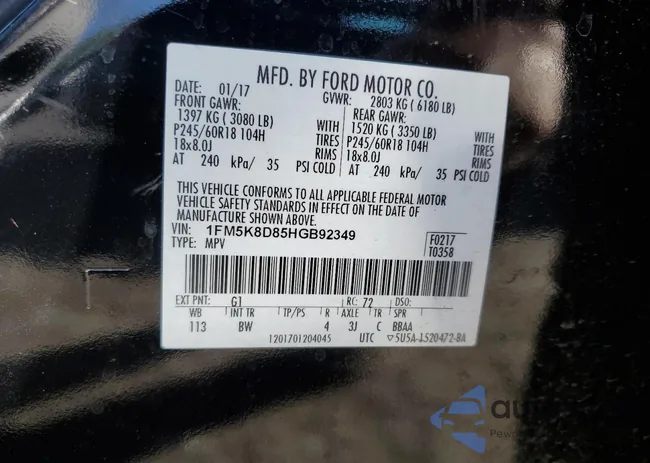 MFD. BY FORD MOTOR CO.
DATE: 01/17 GVWR: 2803 KG ( 6180 LB)
FRONT GAWR: REAR GAWR:
1397 KG ( 3080 LB) WITH 1520 KG ( 3350 LB) WITH
P245/60R18 104H TIRES P245/60R18 104H TIRES
18x8.0J RIMS 18x8.0J RIMS
AT 240 kPa/ 35 PSI COLD AT 240 kPa/ 35 PSI COLD
THIS VEHICLE CONFORMS TO ALL APPLICABLE FEDERAL MOTOR
VEHICLE SAFETY STANDARDS IN EFFECT ON THE DATE OF
MANUFACTURE SHOWN ABOVE.
VIN: 1FM5K8D85HGB92349 F0217
TYPE: MPV T0358
EXT PNT: G1 RC: 72 DSO:
WB INT TR TP/PS R AXLE TR SPR
113 BW 4 3J C BBAA
1201701204045 UTC ▽5U5A-1520472-BA